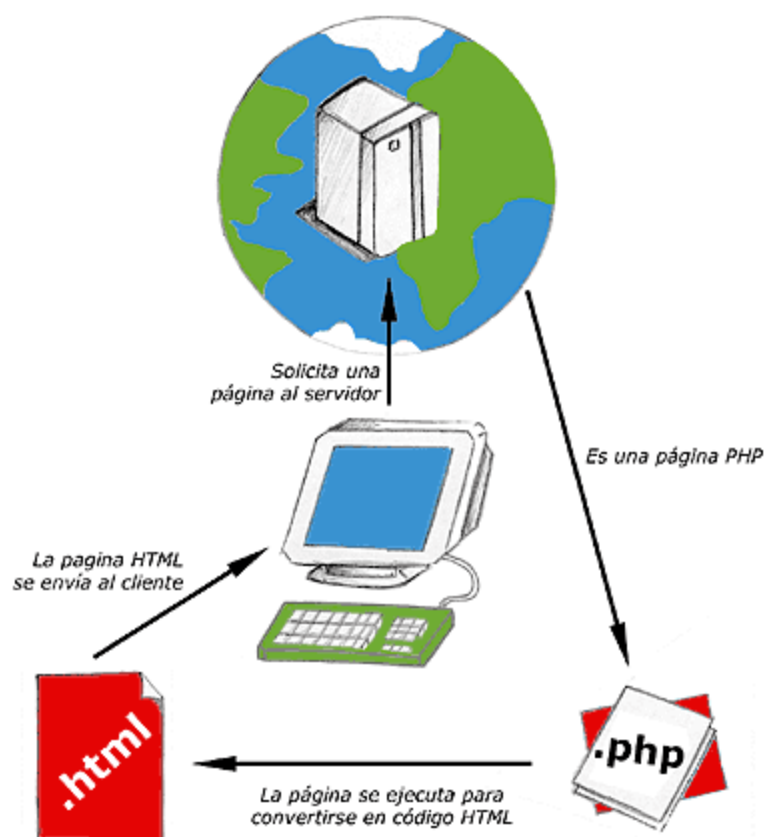 Solicita una
página al servidor
Es una página PHP
La pagina HTML
se envía al cliente
.html
.php
La página se ejecuta para
convertirse en código HTML